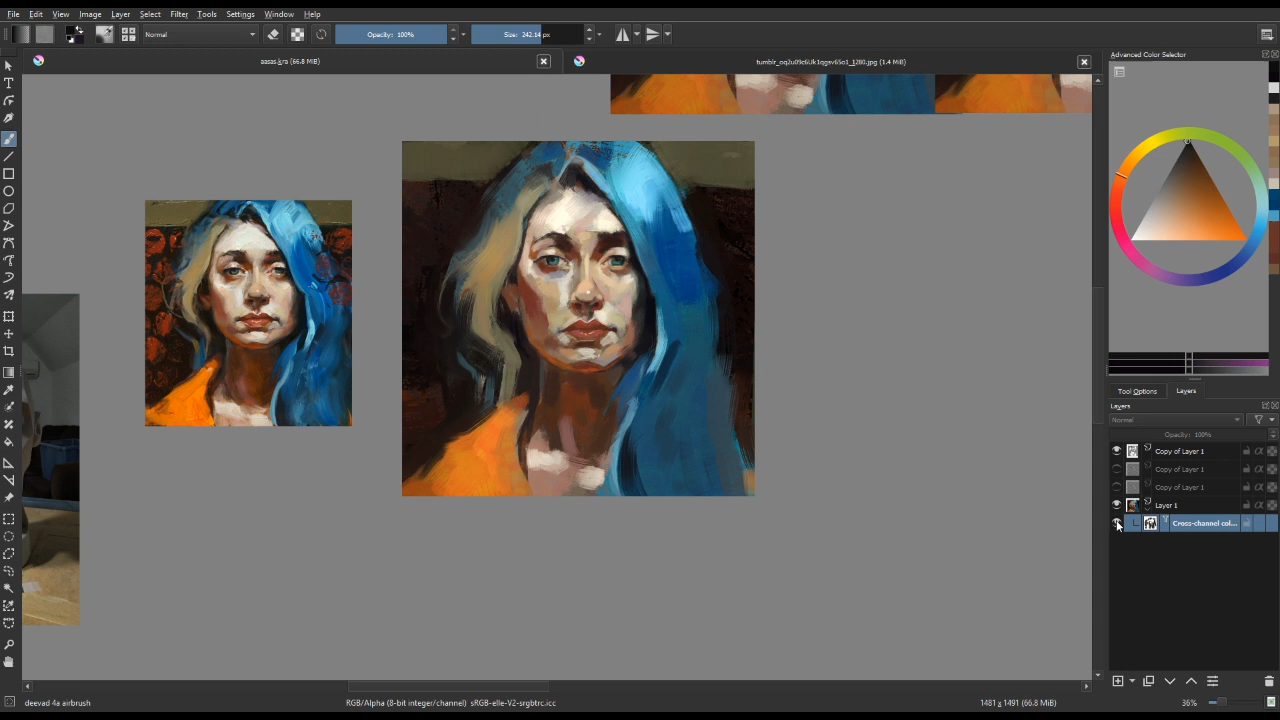 File Edit View Image Layer Select Filter Tools Settings Window Help
Normal Opacity: 100% Size: 242.14 px
aasas.kra (66.8 MiB)
Advanced Color Selector
Tool Options Layers
Layers
Normal
Opacity: 100%
Copy of Layer 1
Copy of Layer 1
Copy of Layer 1
Layer 1
Cross-channel col...
deevad 4a airbrush RGB/Alpha (8-bit integer/channel) sRGB-elle-V2-srgbtrc.icc 1481 x 1491 (66.8 MiB) 36%